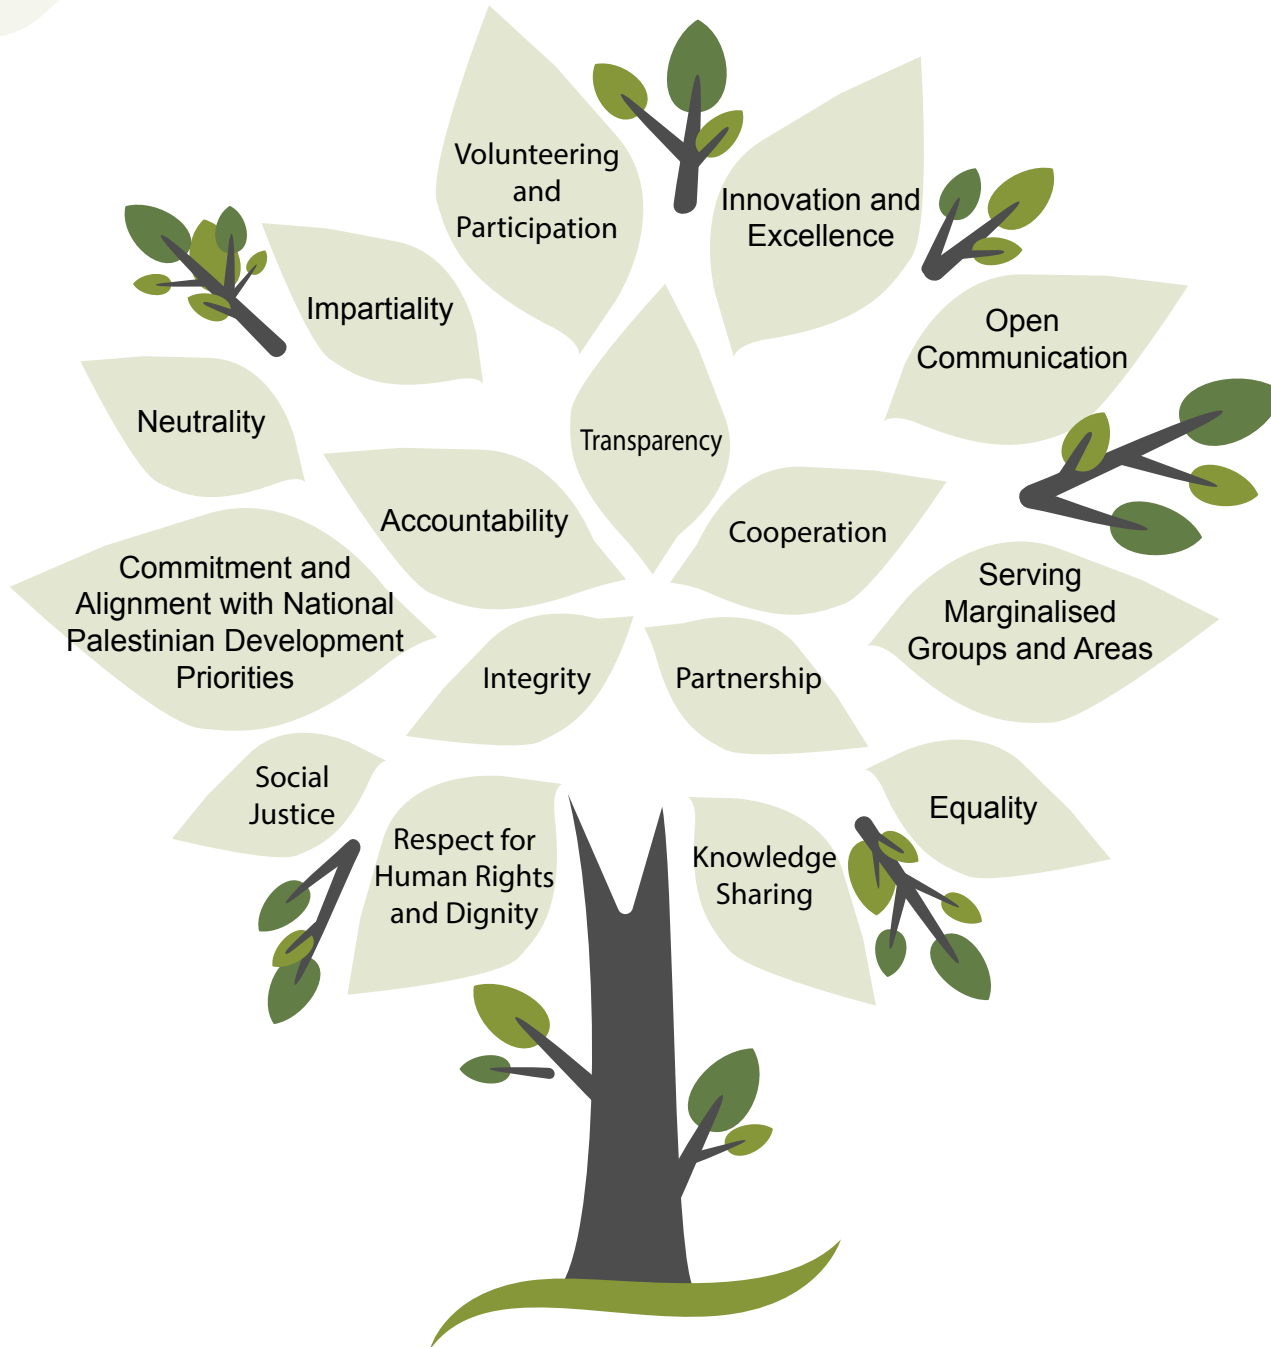 Volunteering
and
Participation
Innovation and
Excellence
Impartiality
Open
Communication
Neutrality
Transparency
Accountability
Cooperation
Commitment and
Alignment with National
Palestinian Development
Priorities
Serving
Marginalised
Groups and Areas
Integrity
Partnership
Social
Justice
Equality
Respect for
Human Rights
and Dignity
Knowledge
Sharing